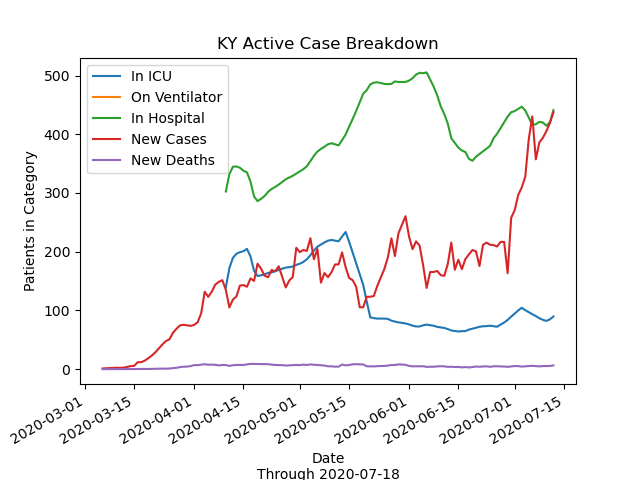 KY Active Case Breakdown
In ICU
On Ventilator
In Hospital
New Cases
New Deaths
Patients in Category
500
400
300
200
100
0
2020-03-01
2020-03-15
2020-04-01
2020-04-15
2020-05-01
2020-05-15
2020-06-01
2020-06-15
2020-07-01
2020-07-15
Date
Through 2020-07-18